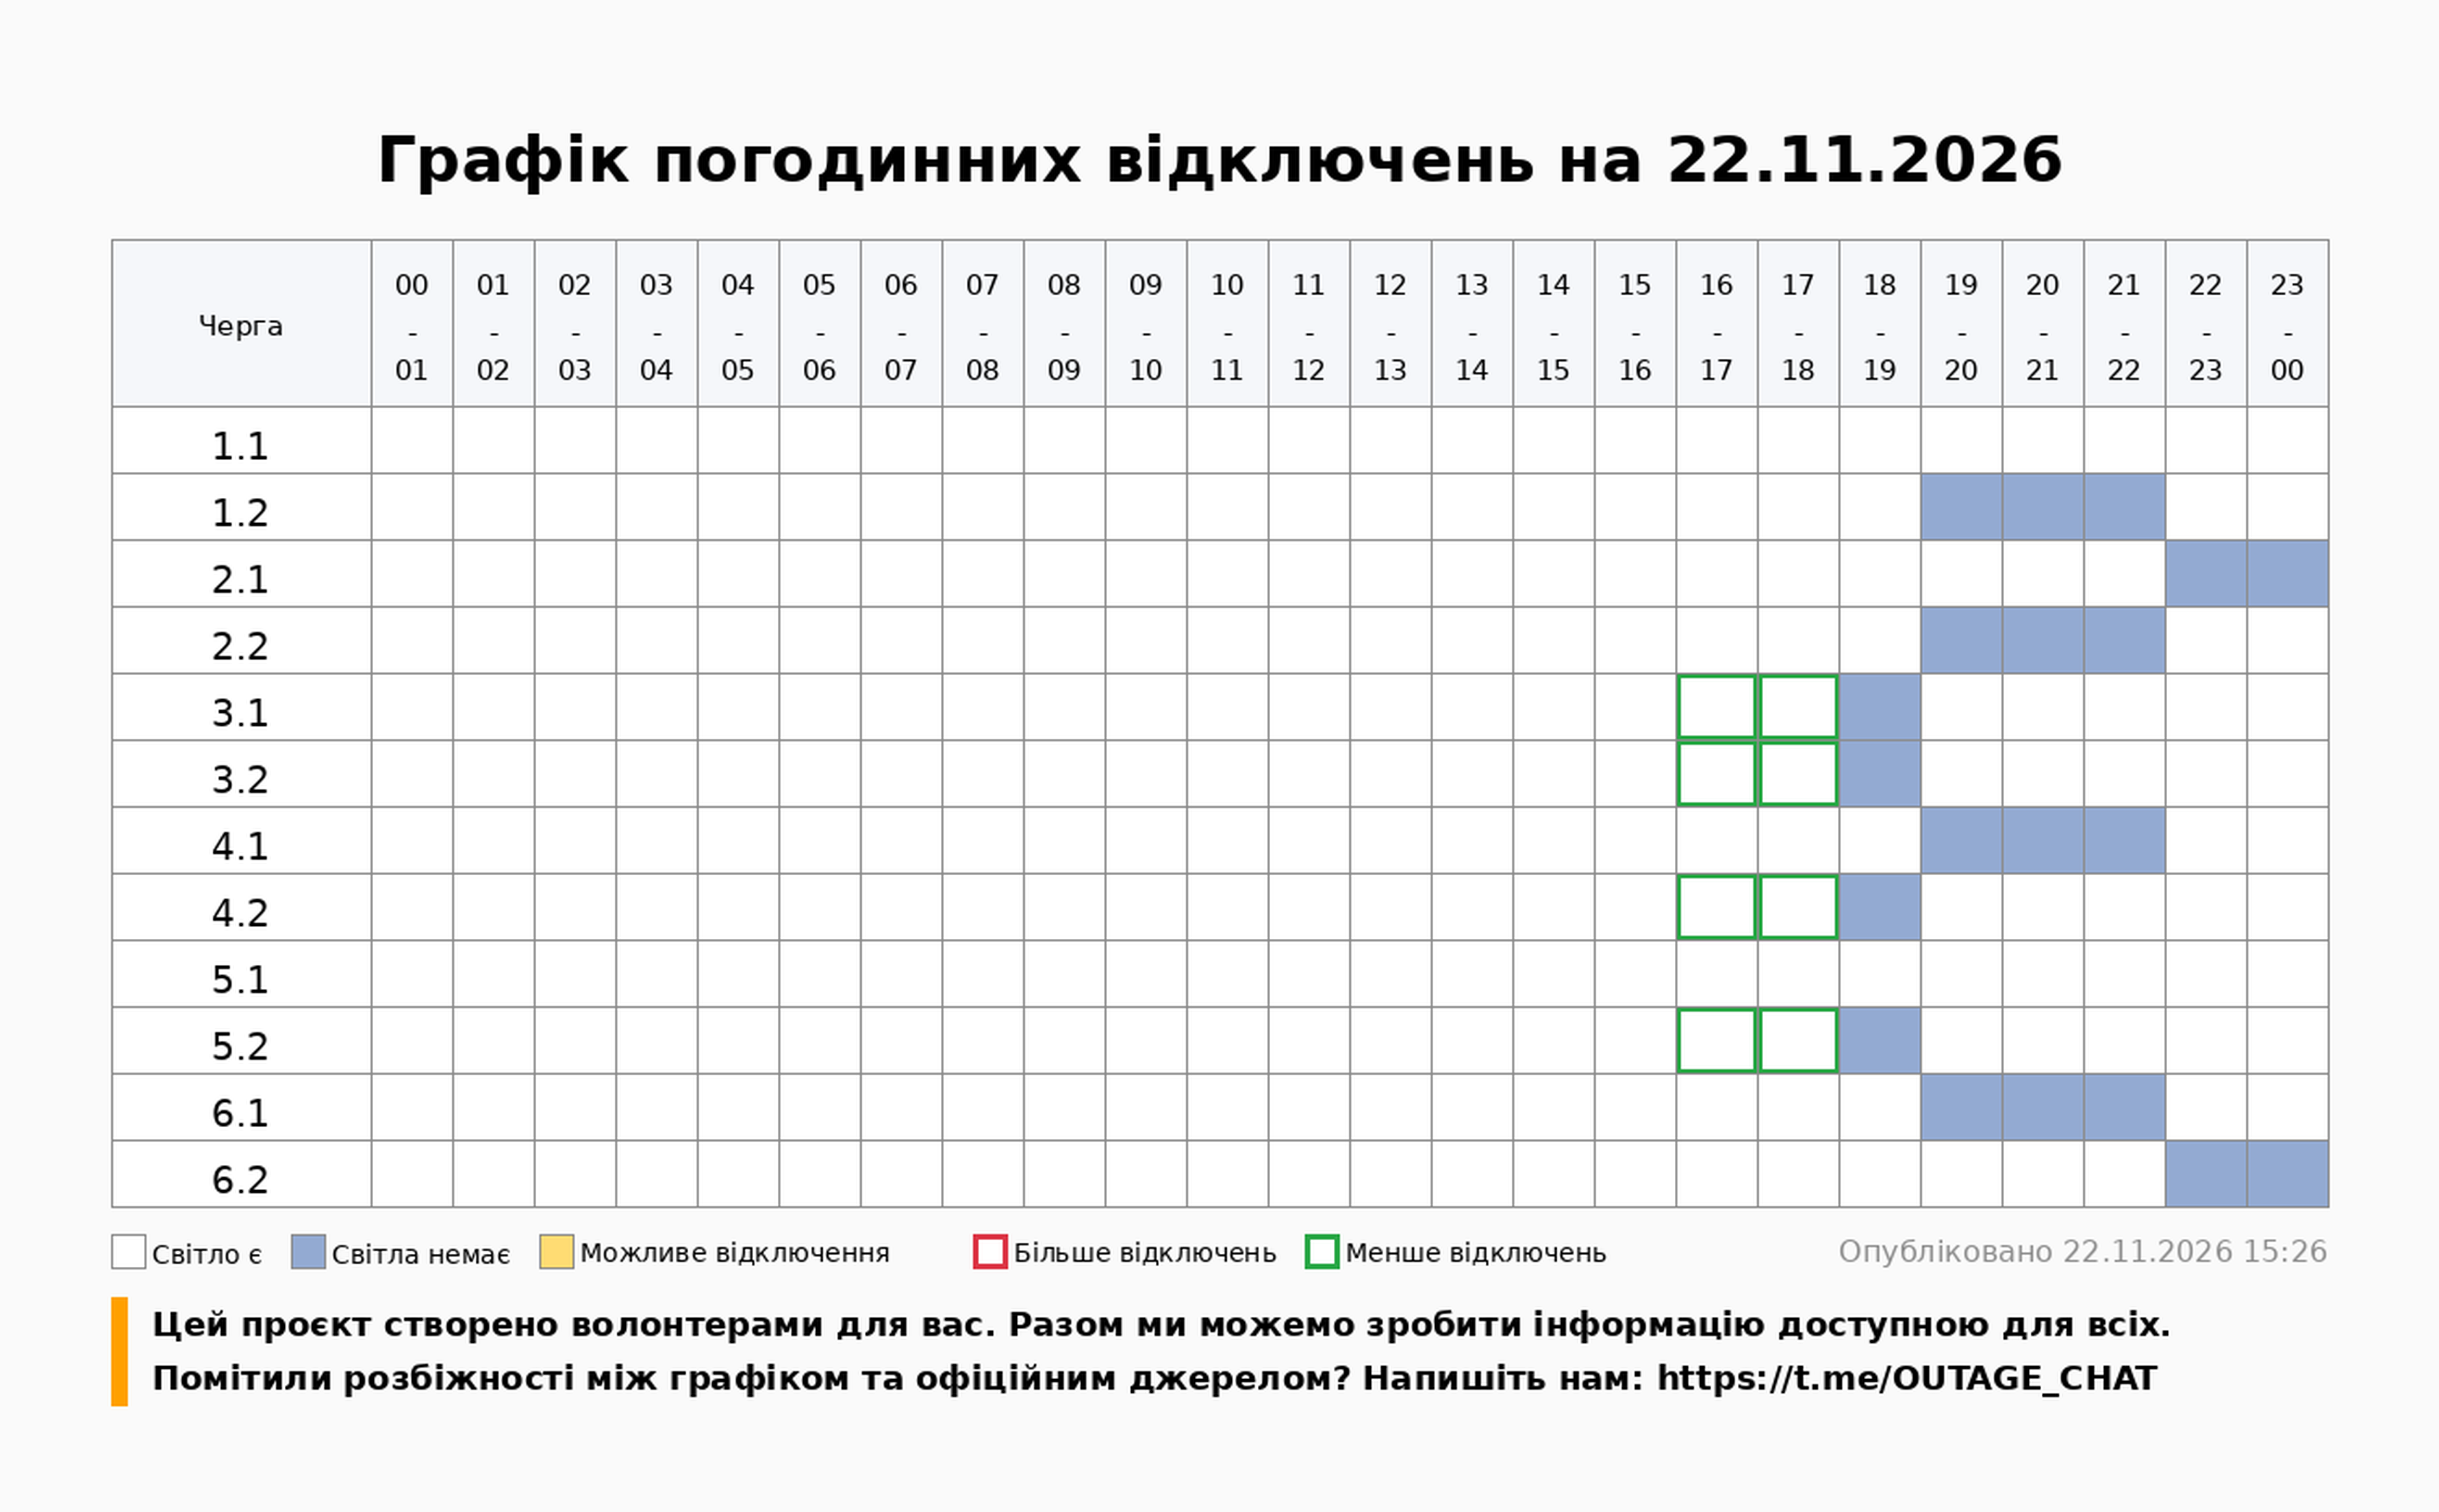 Графік погодинних відключень на 22.11.2026
Черга 00 - 01 01 - 02 02 - 03 03 - 04 04 - 05 05 - 06 06 - 07 07 - 08 08 - 09 09 - 10 10 - 11 11 - 12 12 - 13 13 - 14 14 - 15 15 - 16 16 - 17 17 - 18 18 - 19 19 - 20 20 - 21 21 - 22 22 - 23 23 - 00
1.1
1.2
2.1
2.2
3.1
3.2
4.1
4.2
5.1
5.2
6.1
6.2
Світло є Світла немає Можливе відключення Більше відключень Менше відключень Опубліковано 22.11.2026 15:26
Цей проєкт створено волонтерами для вас. Разом ми можемо зробити інформацію доступною для всіх.
Помітили розбіжності між графіком та офіційним джерелом? Напишіть нам: https://t.me/OUTAGE_CHAT